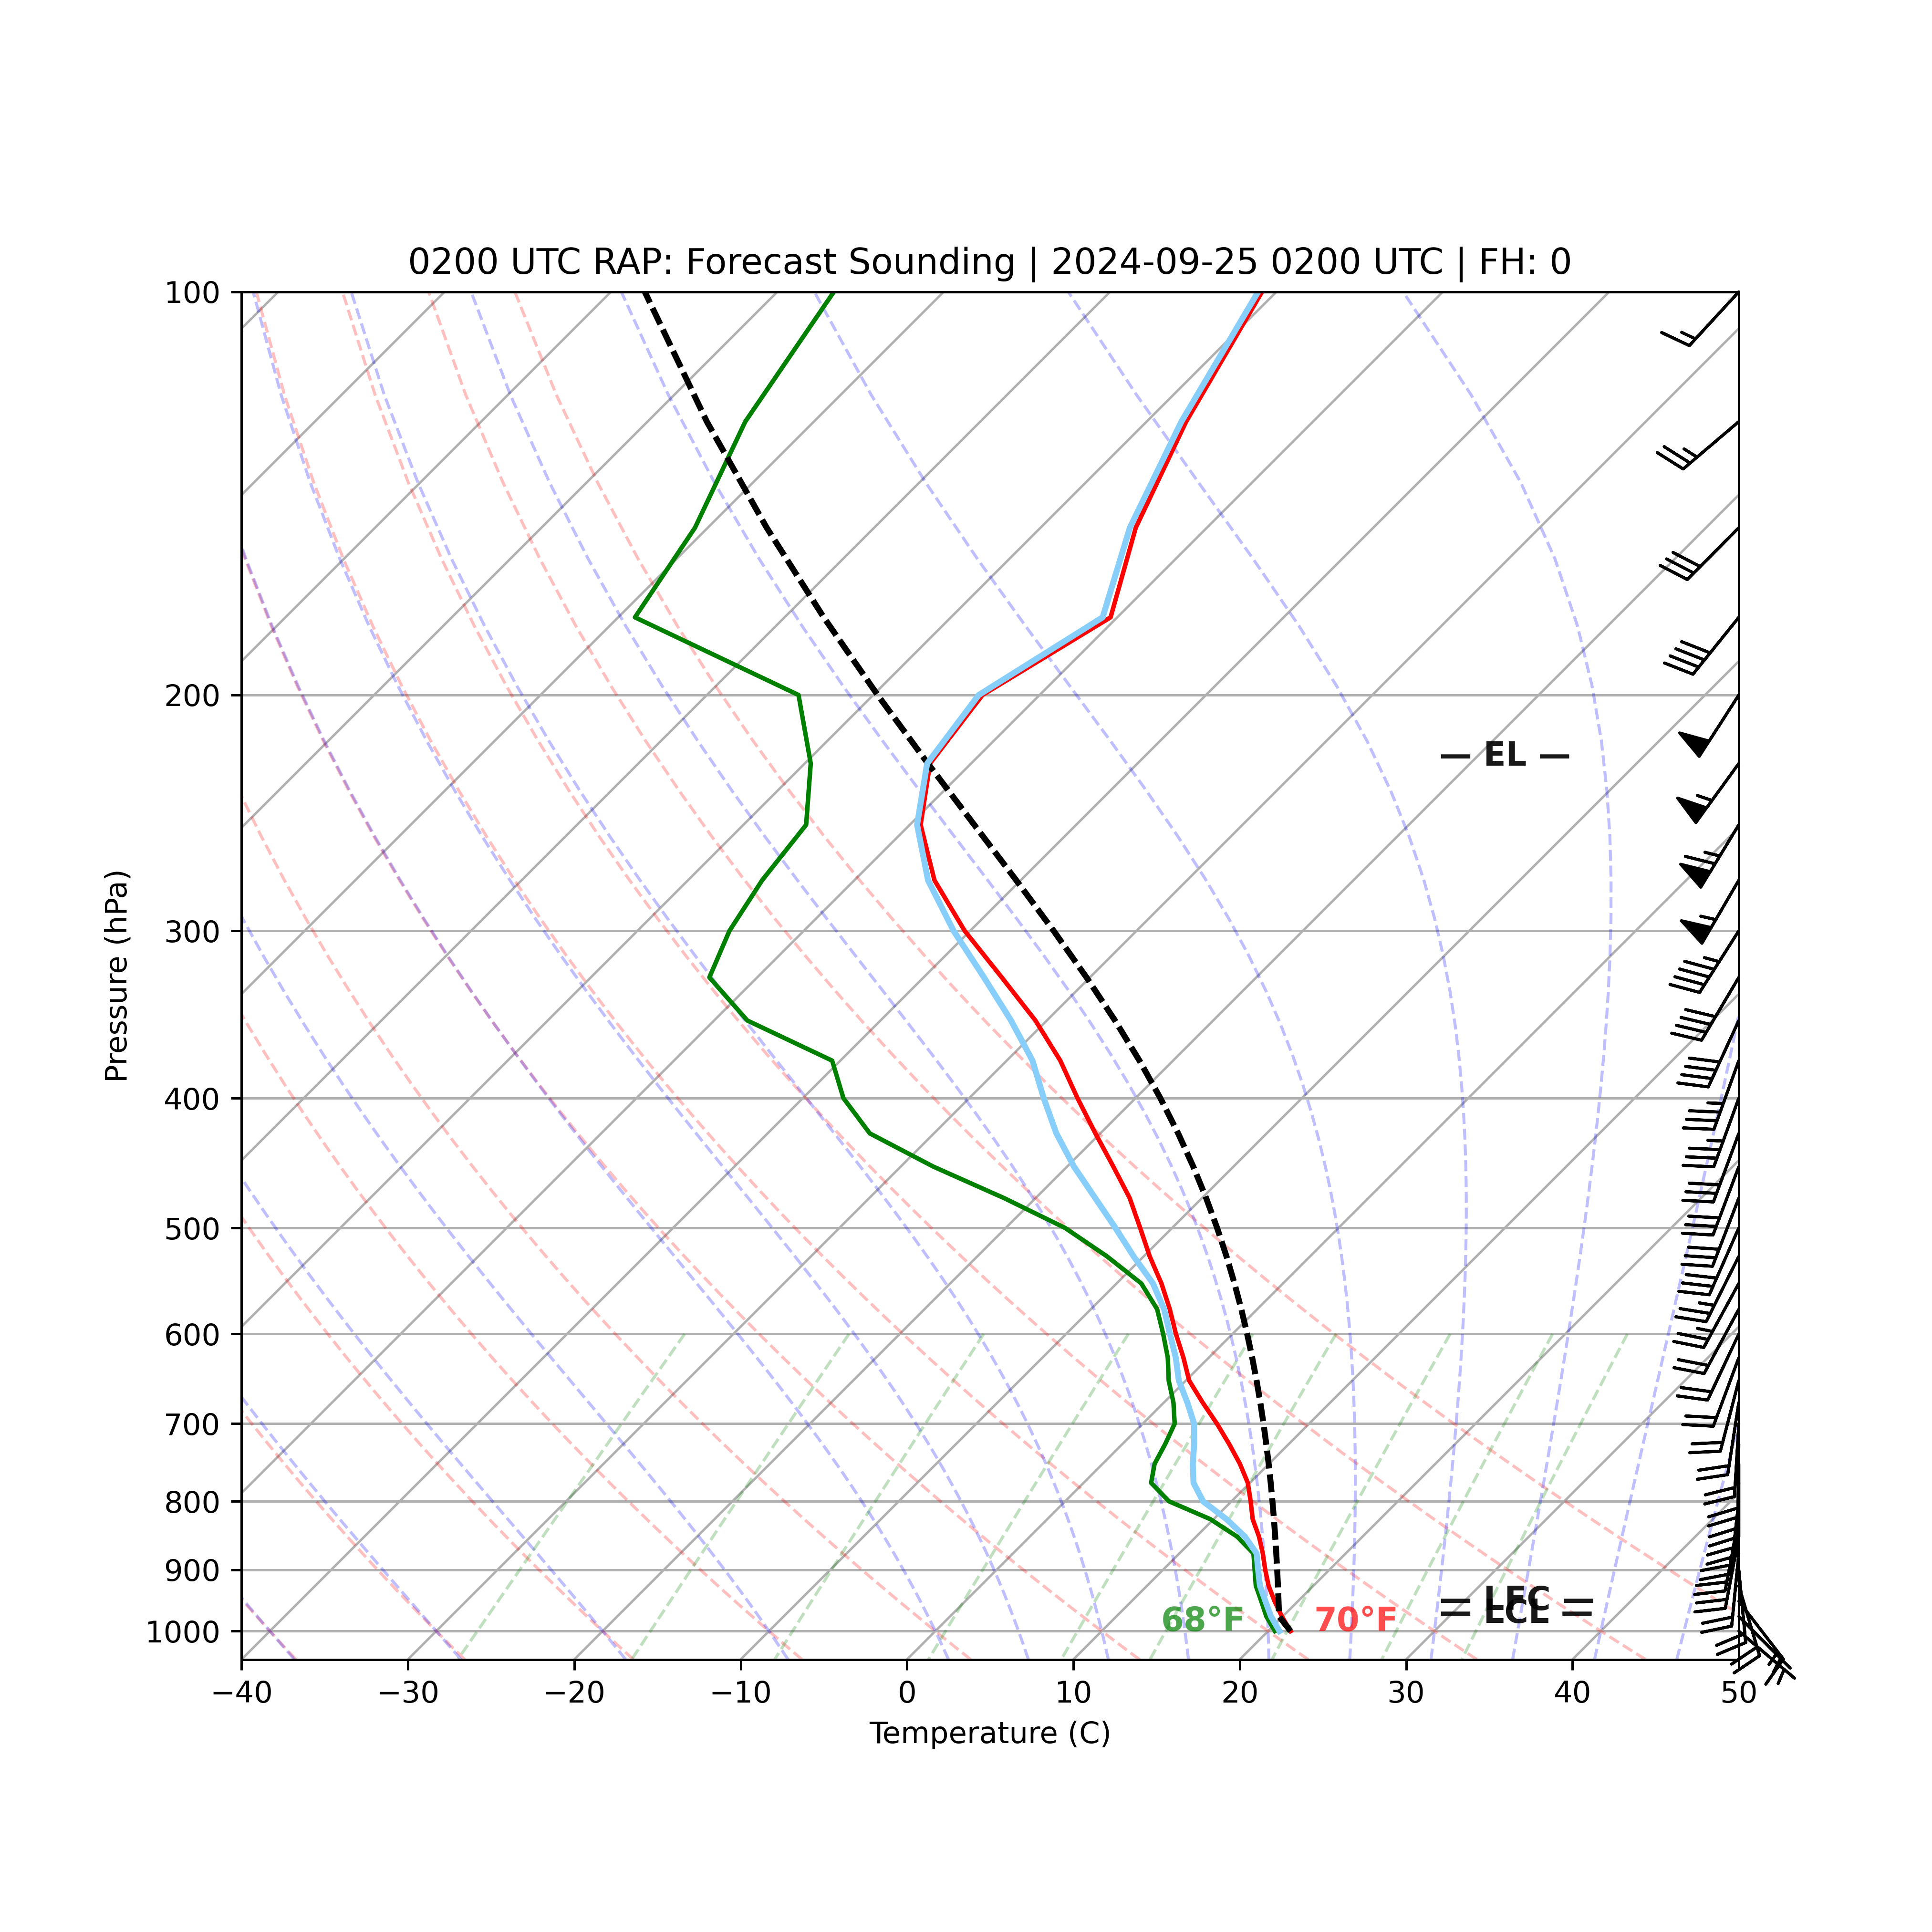 0200 UTC RAP: Forecast Sounding | 2024-09-25 0200 UTC | FH: 0
100
200
— EL —
Pressure (hPa)
300
400
500
600
700
800
900
— LFC —
— LCL —
68°F
70°F
1000
−40 −30 −20 −10 0 10 20 30 40 50
Temperature (C)